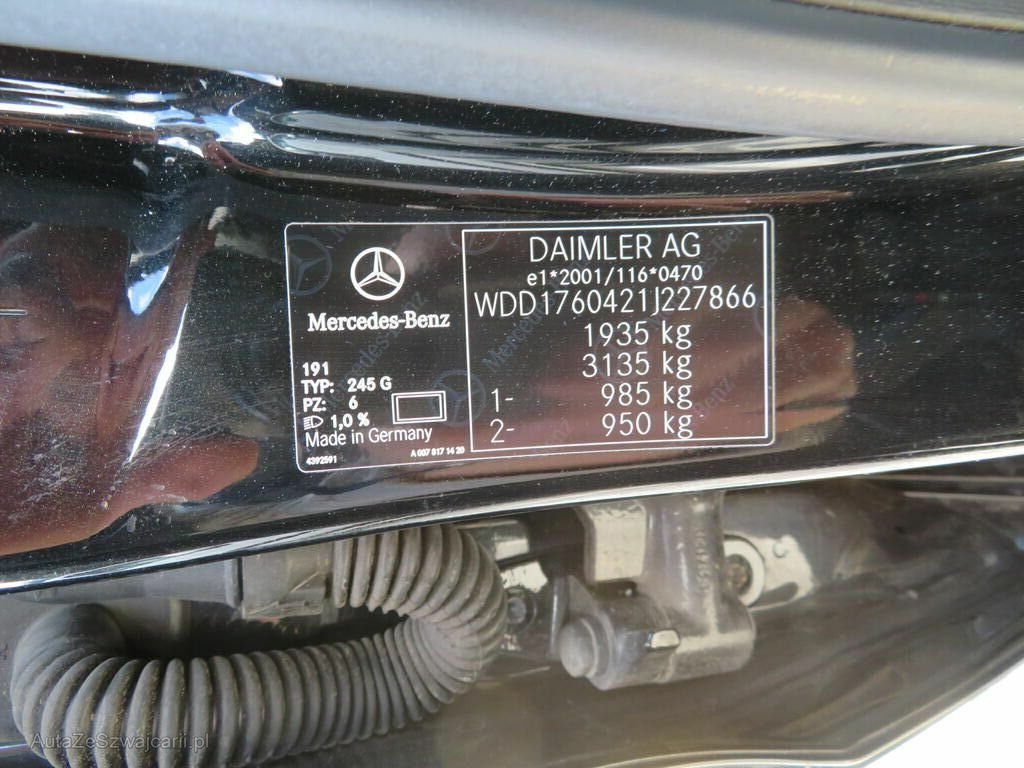 Mercedes-Benz
191
TYP: 245 G
PZ: 6
1,0 %
Made in Germany
4392591
A 007 817 14 20
DAIMLER AG
e1*2001/116*0470
WDD1760421J227866
1935 kg
3135 kg
1- 985 kg
2- 950 kg
AutaZeSzwajcarii.pl